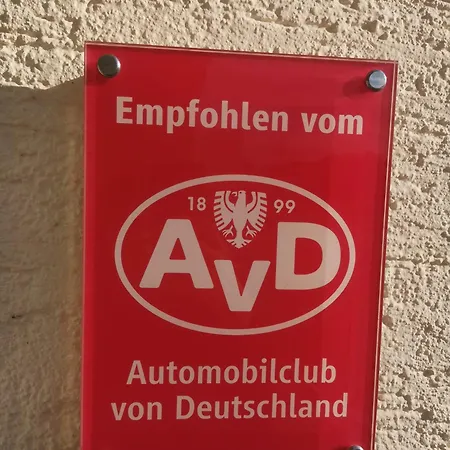 Empfohlen vom
18 99
AvD
Automobilclub
von Deutschland